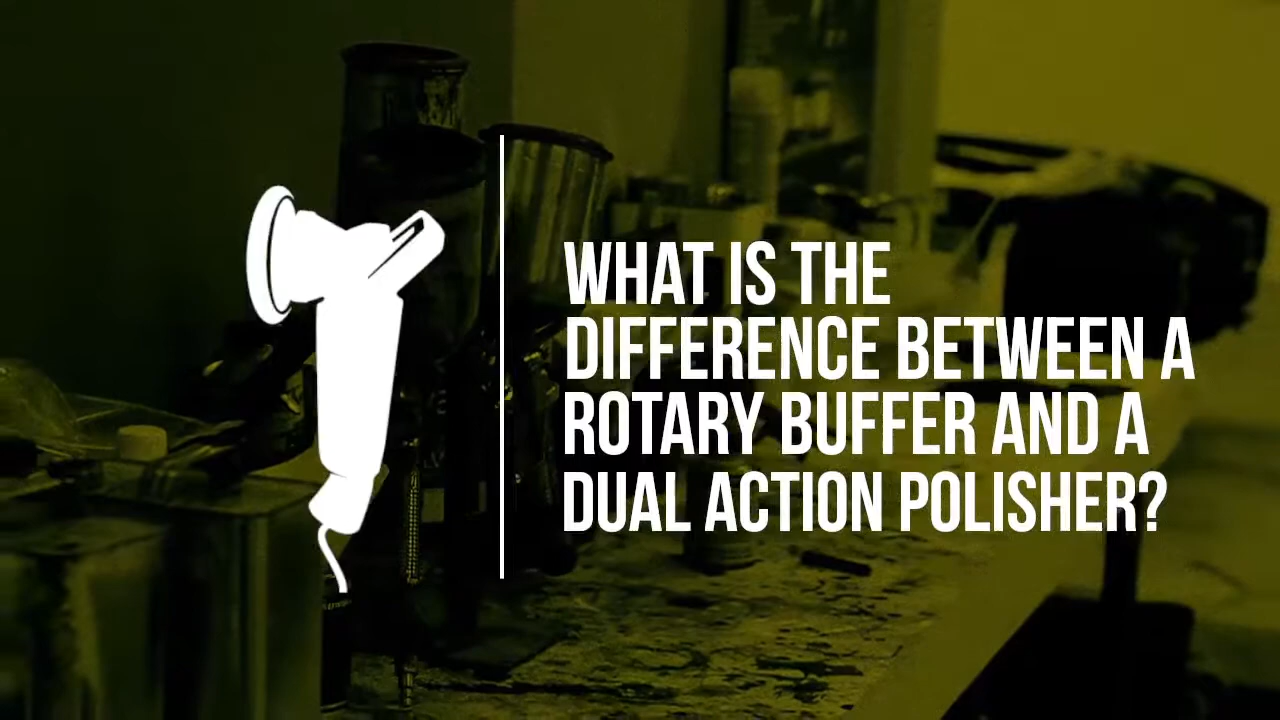 WHAT IS THE
DIFFERENCE BETWEEN A
ROTARY BUFFER AND A
DUAL ACTION POLISHER?